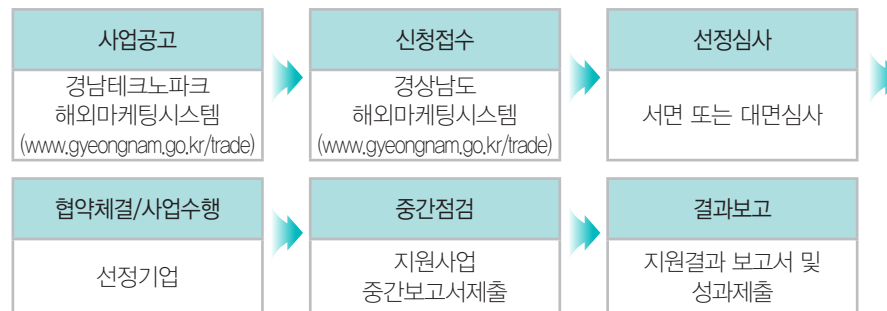 사업공고
경남테크노파크
해외마케팅시스템
(www.gyeongnam.go.kr/trade)
신청접수
경상남도
해외마케팅시스템
(www.gyeongnam.go.kr/trade)
선정심사
서면 또는 대면심사
협약체결/사업수행
선정기업
중간점검
지원사업
중간보고서제출
결과보고
지원결과 보고서 및
성과제출